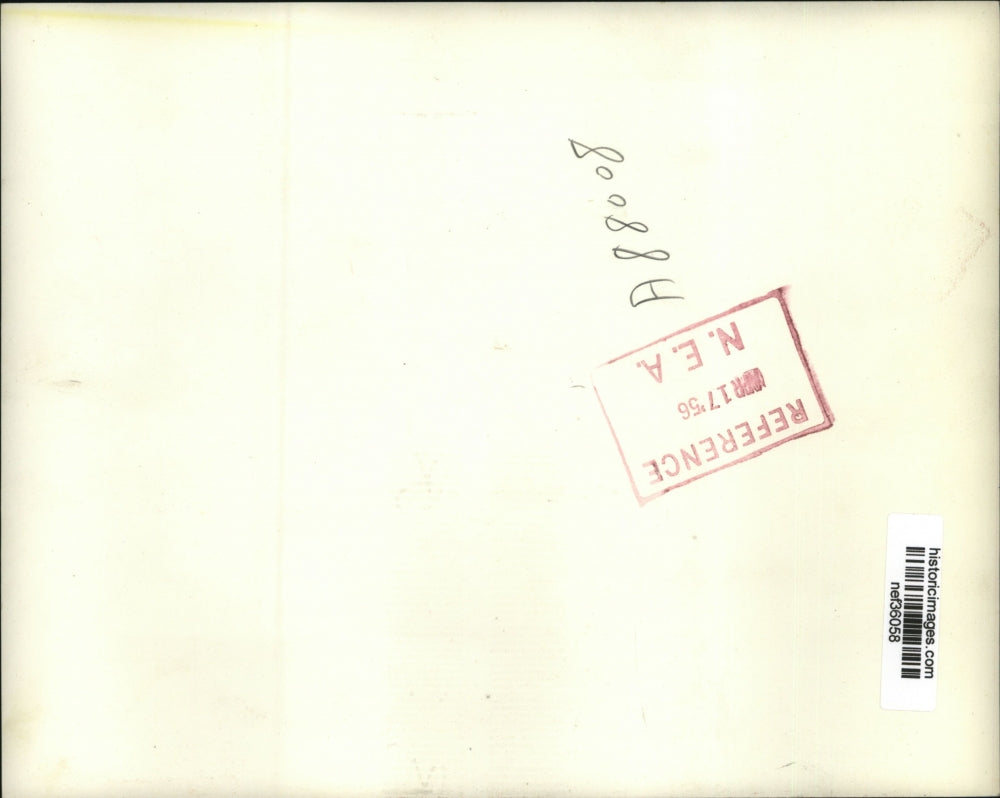 A88008
REFERENCE
17 '56
N. E. A.
historicimages.com
nef36058